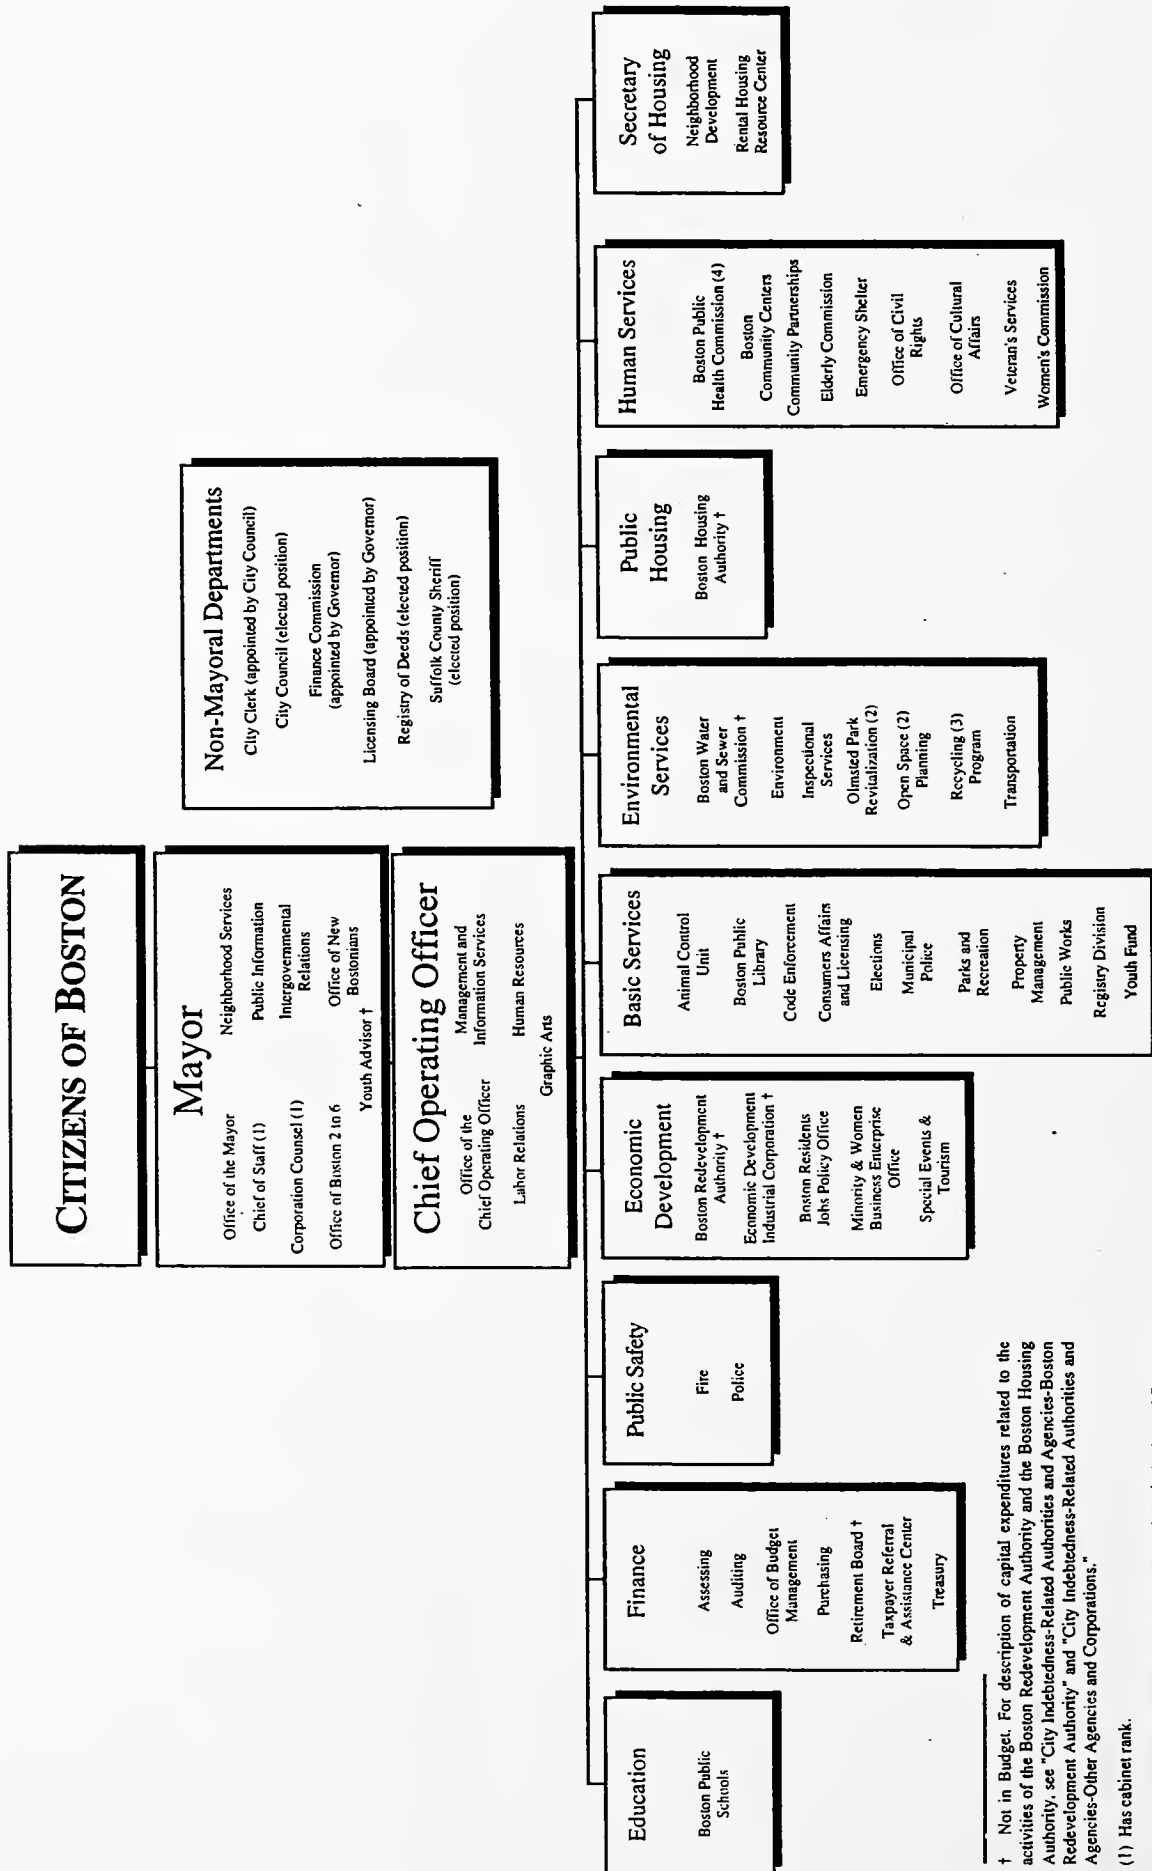 CITIZENS OF BOSTON
Mayor
Office of the Mayor
Neighborhood Services
Chief of Staff (1)
Public Information
Corporation Counsel (1)
Intergovernmental
Relations
Office of Boston 2 to 6
Office of New
Bostonians
Youth Advisor †
Non-Mayoral Departments
City Clerk (appointed by City Council)
City Council (elected position)
Finance Commission
(appointed by Governor)
Licensing Board (appointed by Governor)
Registry of Deeds (elected position)
Suffolk County Sheriff
(elected position)
Chief Operating Officer
Office of the
Chief Operating Officer
Management and
Information Services
Labor Relations
Human Resources
Graphic Arts
Education
Boston Public
Schools
Finance
Assessing
Auditing
Office of Budget
Management
Purchasing
Retirement Board †
Taxpayer Referral
& Assistance Center
Treasury
Public Safety
Fire
Police
Economic
Development
Boston Redevelopment
Authority †
Economic Development
Industrial Corporation †
Boston Residents
Jobs Policy Office
Minority & Women
Business Enterprise
Office
Special Events &
Tourism
Basic Services
Animal Control
Unit
Boston Public
Library
Code Enforcement
Consumers Affairs
and Licensing
Elections
Municipal
Police
Parks and
Recreation
Property
Management
Public Works
Registry Division
Youth Fund
Environmental
Services
Boston Water
and Sewer
Commission †
Environment
Inspectional
Services
Olmsted Park
Revitalization (2)
Open Space (2)
Planning
Recycling (3)
Program
Transportation
Public
Housing
Boston Housing
Authority †
Human Services
Boston Public
Health Commission (4)
Boston
Community Centers
Community Partnerships
Elderly Commission
Emergency Shelter
Office of Civil
Rights
Office of Cultural
Affairs
Veteran's Services
Women's Commission
Secretary
of Housing
Neighborhood
Development
Rental Housing
Resource Center
† Not in Budget. For description of capital expenditures related to the
activities of the Boston Redevelopment Authority and the Boston Housing
Authority, see "City Indebtedness-Related Authorities and Agencies-Boston
Redevelopment Authority" and "City Indebtedness-Related Authorities and
Agencies-Other Agencies and Corporations."
(1) Has cabinet rank.